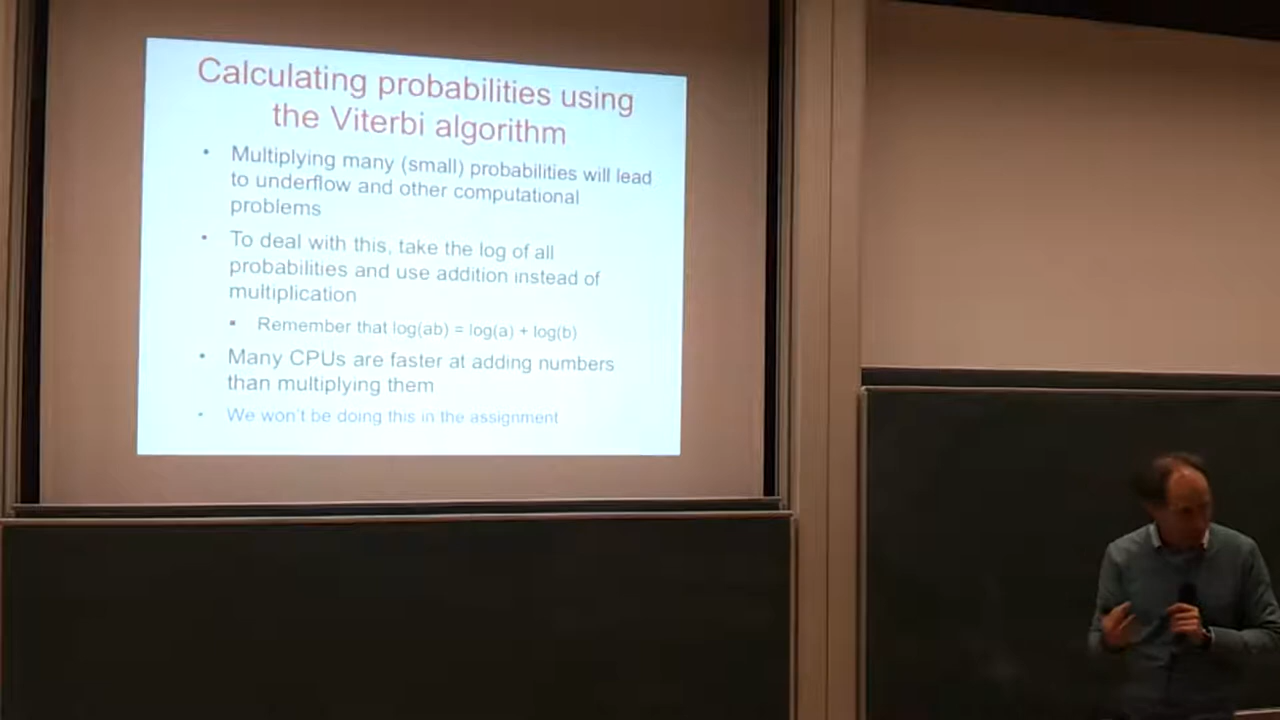 Calculating probabilities using
the Viterbi algorithm
• Multiplying many (small) probabilities will lead
to underflow and other computational
problems
• To deal with this, take the log of all
probabilities and use addition instead of
multiplication
▪ Remember that log(ab) = log(a) + log(b)
• Many CPUs are faster at adding numbers
than multiplying them
• We won't be doing this in the assignment